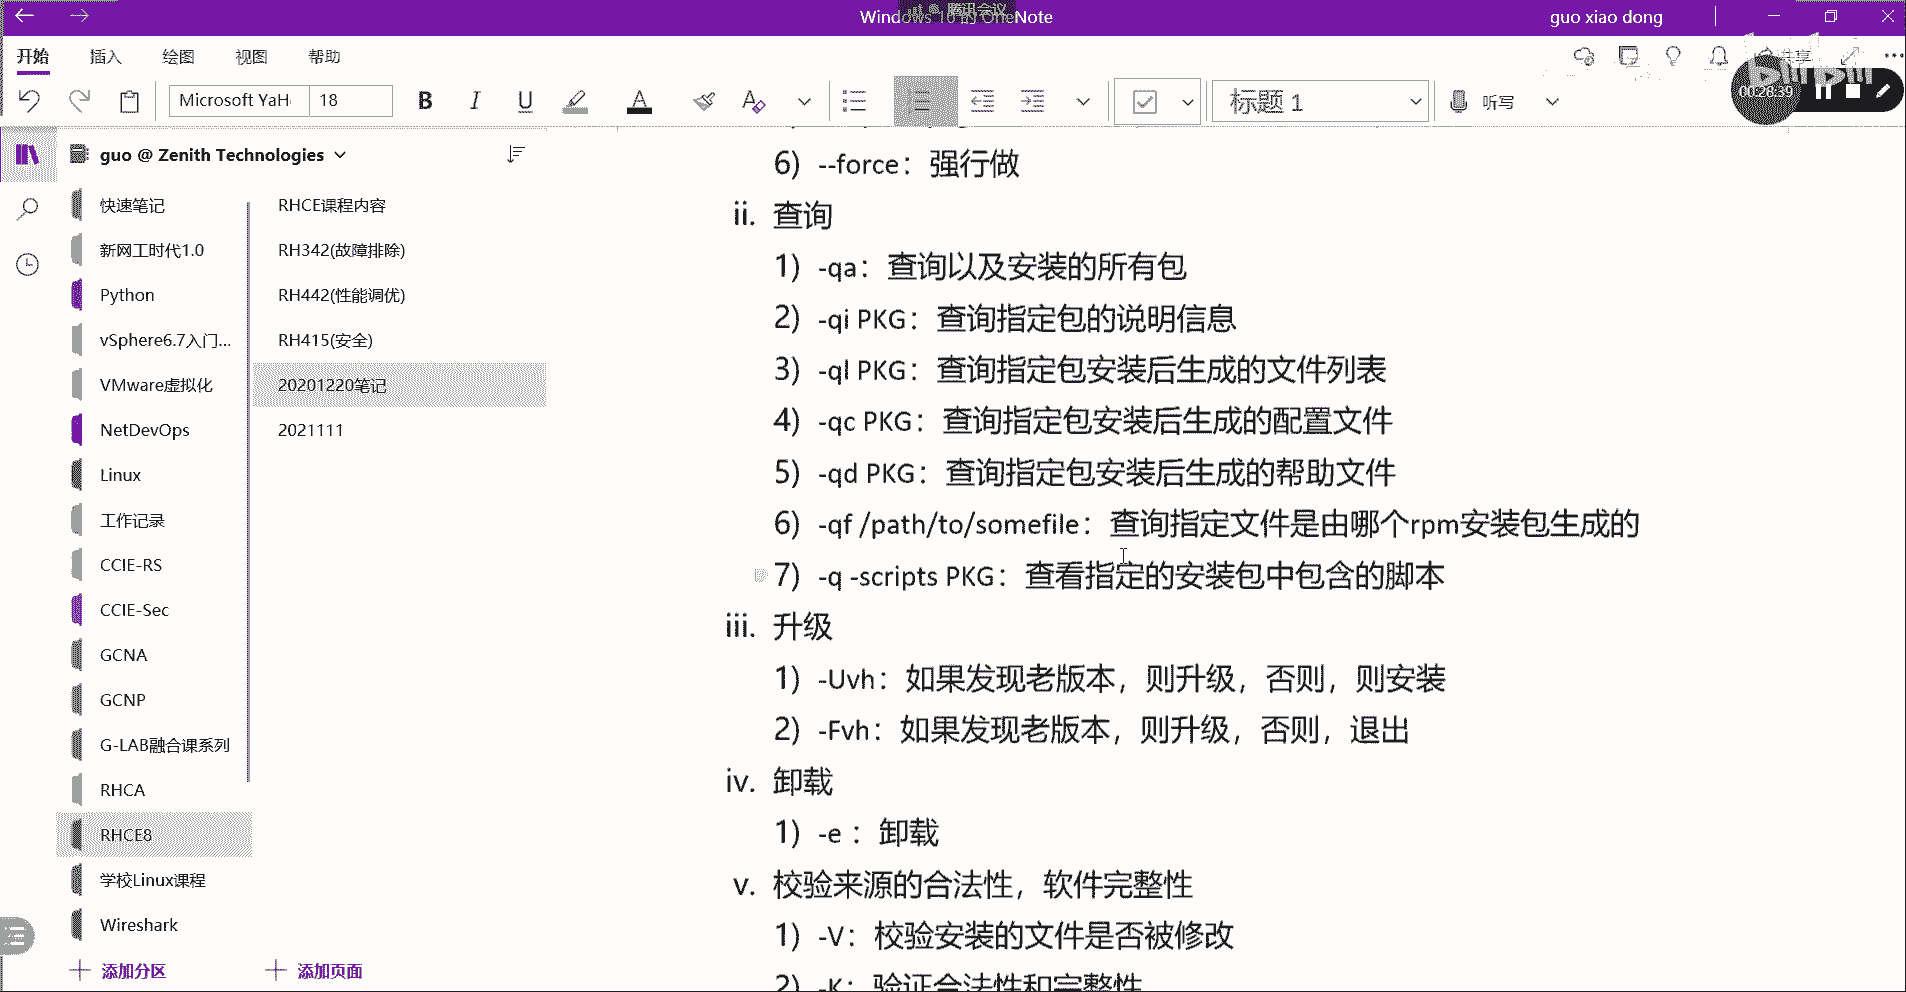 Windows 10 的 OneNote
腾讯会议
guo xiao dong
开始 插入 绘图 视图 帮助
共享
Microsoft YaH 18 B I U A A 标题 1 听写
bilibili
00:28:39
guo @ Zenith Technologies
快速笔记
新网工时代1.0
Python
vSphere6.7入门...
VMware虚拟化
NetDevOps
Linux
工作记录
CCIE-RS
CCIE-Sec
GCNA
GCNP
G-LAB融合课系列
RHCA
RHCE8
学校Linux课程
Wireshark
添加分区
RHCE课程内容
RH342(故障排除)
RH442(性能调优)
RH415(安全)
20201220笔记
2021111
添加页面
6) --force：强行做
ii. 查询
1) -qa：查询以及安装的所有包
2) -qi PKG：查询指定包的说明信息
3) -ql PKG：查询指定包安装后生成的文件列表
4) -qc PKG：查询指定包安装后生成的配置文件
5) -qd PKG：查询指定包安装后生成的帮助文件
6) -qf /path/to/somefile：查询指定文件是由哪个rpm安装包生成的
7) -q -scripts PKG：查看指定的安装包中包含的脚本
iii. 升级
1) -Uvh：如果发现老版本，则升级，否则，则安装
2) -Fvh：如果发现老版本，则升级，否则，退出
iv. 卸载
1) -e ：卸载
v. 校验来源的合法性，软件完整性
1) -V：校验安装的文件是否被修改
2) -K：验证合法性和完整性